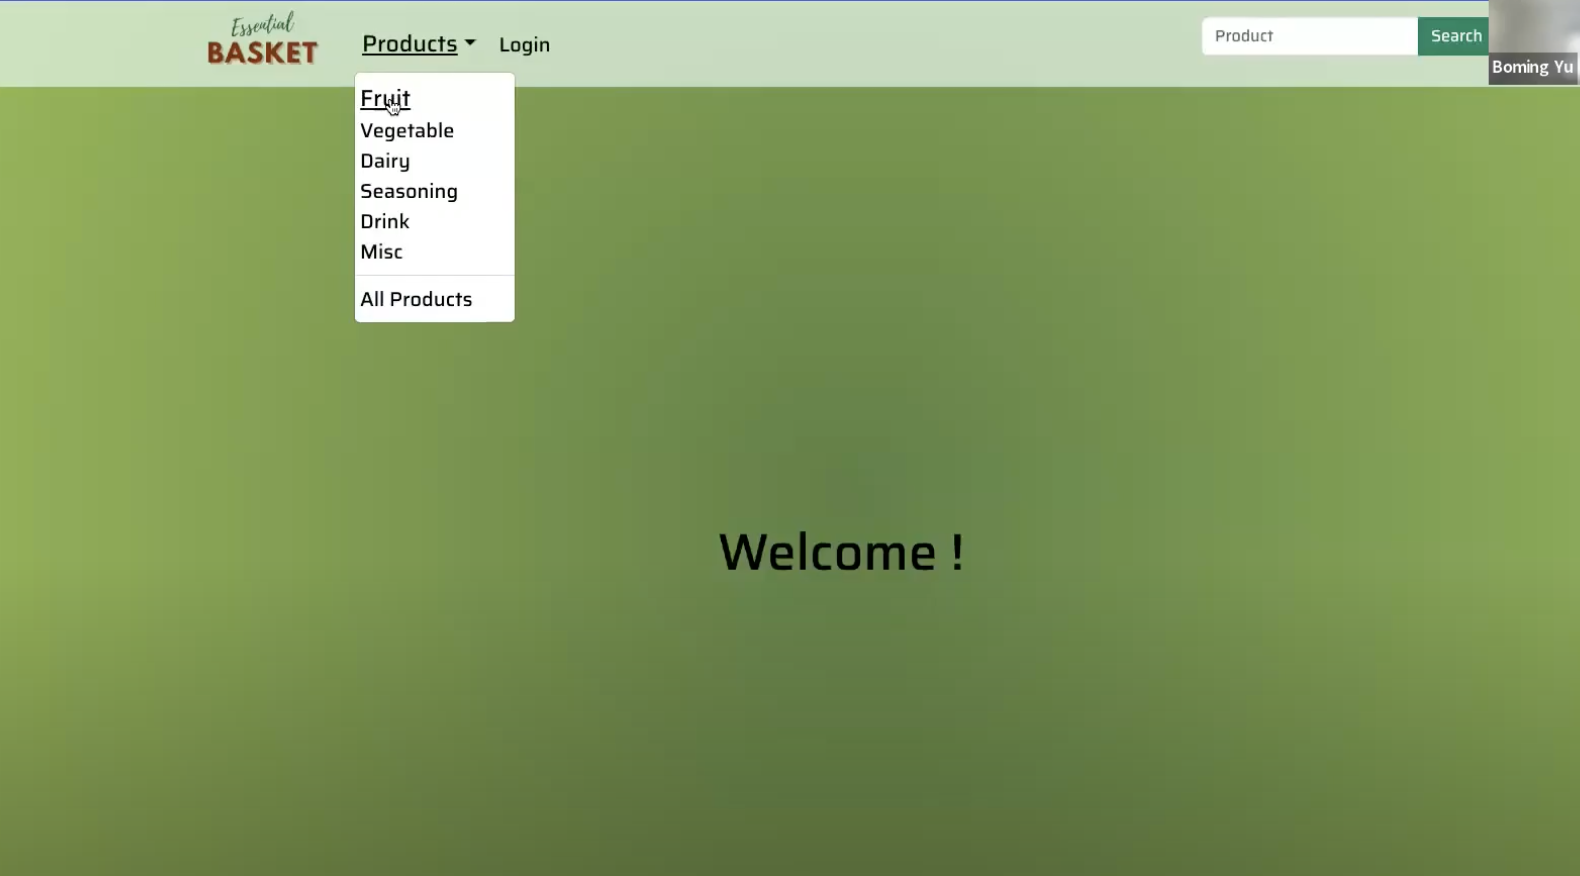 Essential
BASKET
Products
Login
Product
Search
Boming Yu
Fruit
Vegetable
Dairy
Seasoning
Drink
Misc
All Products
Welcome !